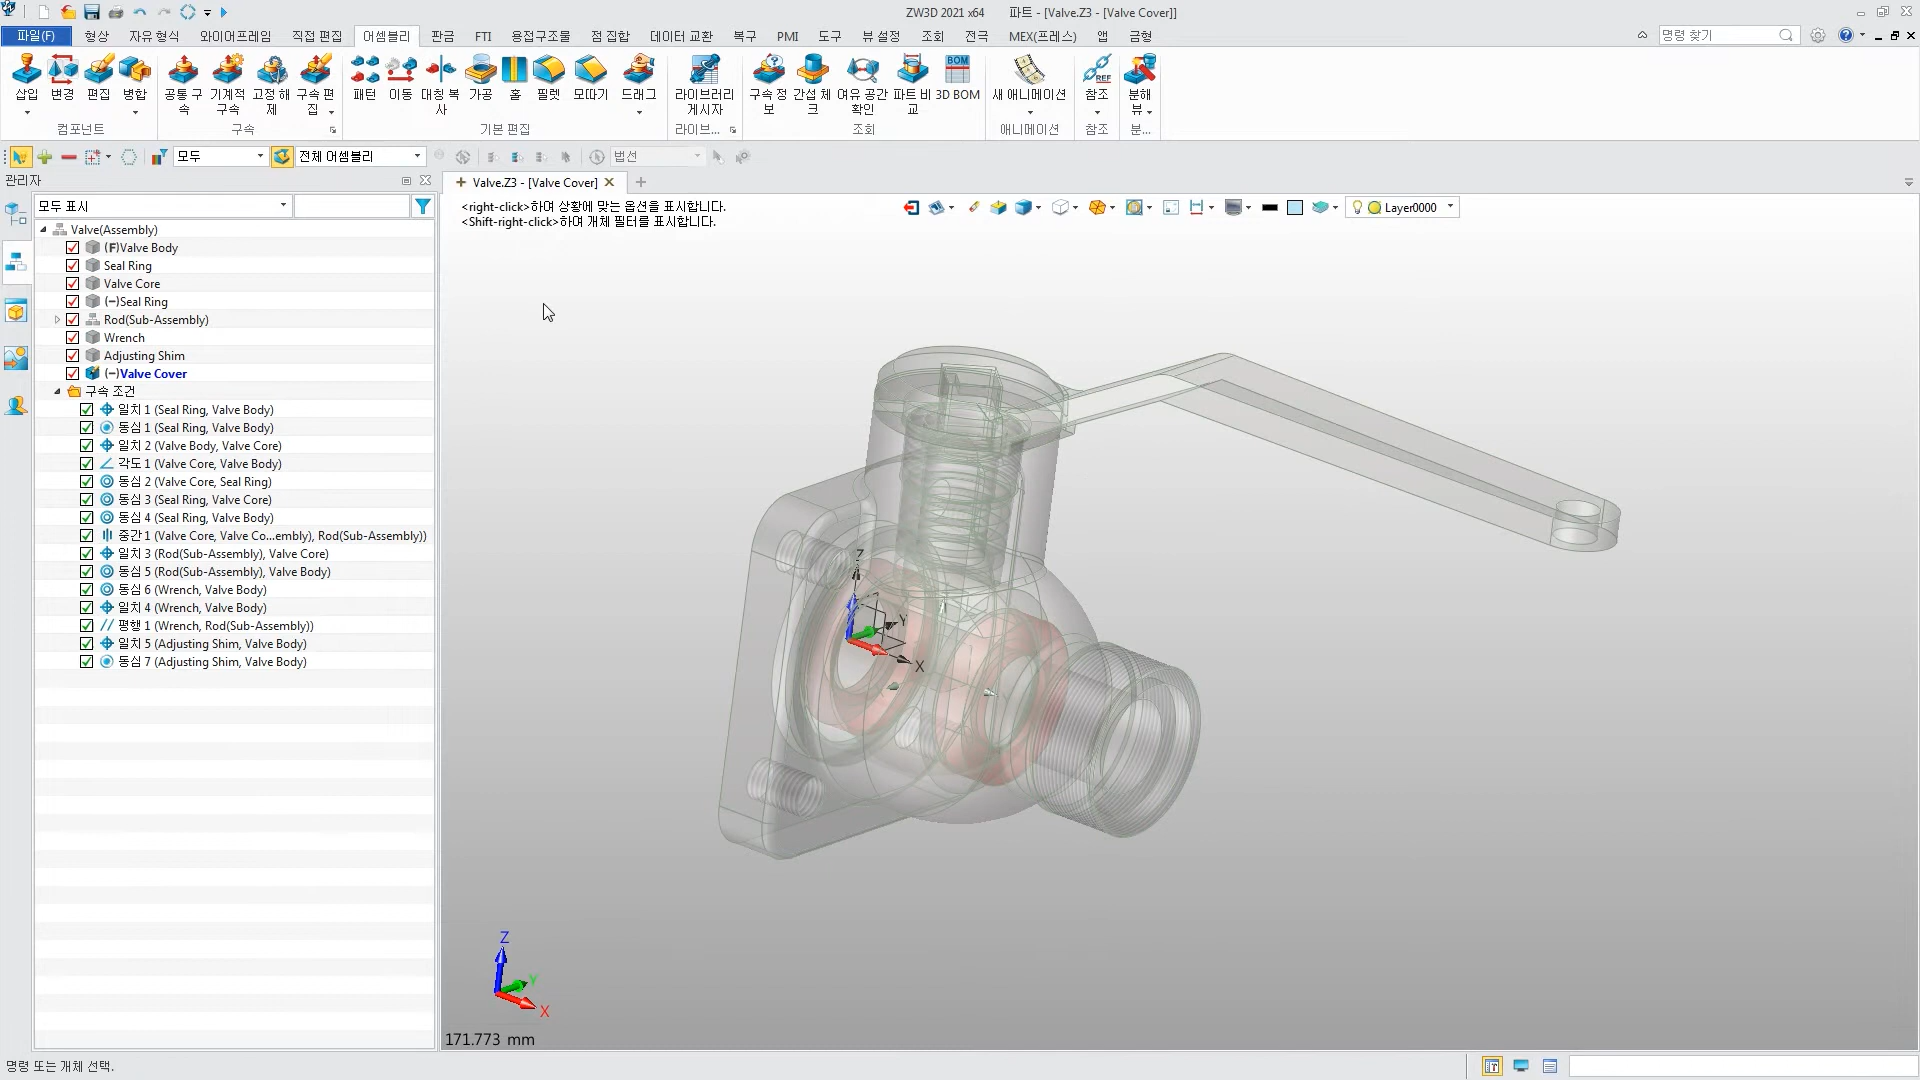 ZW3D 2021 x64 파트 - [Valve.Z3 - [Valve Cover]]
파일(F) 형상 자유 형식 와이어프레임 직접 편집 어셈블리 판금 FTI 용접구조물 점 집합 데이터 교환 복구 PMI 도구 뷰 설정 조회 전극 MEX(프레스) 앱 금형 명령 찾기
삽입 변경 편집 병합 공통 구속 기계적 구속 고정 해제 구속 편집 패턴 이동 대칭 복사 가공 홀 필렛 모따기 드래그 라이브러리 게시자 구속 정보 간섭 체크 여유 공간 확인 파트 비교 3D BOM 새 애니메이션 참조 분해 뷰
BOM REF
컴포넌트 구속 기본 편집 라이브... 조회 애니메이션 참조 분...
모두 전체 어셈블리 법선
관리자
Valve.Z3 - [Valve Cover]
모두 표시
<right-click>하여 상황에 맞는 옵션을 표시합니다.
<Shift-right-click>하여 개체 필터를 표시합니다.
Layer0000
Valve(Assembly)
(F)Valve Body
Seal Ring
Valve Core
(-)Seal Ring
Rod(Sub-Assembly)
Wrench
Adjusting Shim
(-)Valve Cover
구속 조건
일치 1 (Seal Ring, Valve Body)
동심 1 (Seal Ring, Valve Body)
일치 2 (Valve Body, Valve Core)
각도 1 (Valve Core, Valve Body)
동심 2 (Valve Core, Seal Ring)
동심 3 (Seal Ring, Valve Core)
동심 4 (Seal Ring, Valve Body)
중간 1 (Valve Core, Valve Co...embly), Rod(Sub-Assembly))
일치 3 (Rod(Sub-Assembly), Valve Core)
동심 5 (Rod(Sub-Assembly), Valve Body)
동심 6 (Wrench, Valve Body)
일치 4 (Wrench, Valve Body)
평행 1 (Wrench, Rod(Sub-Assembly))
일치 5 (Adjusting Shim, Valve Body)
동심 7 (Adjusting Shim, Valve Body)
Z
Y
X
Z
Y
X
171.773 mm
명령 또는 개체 선택.